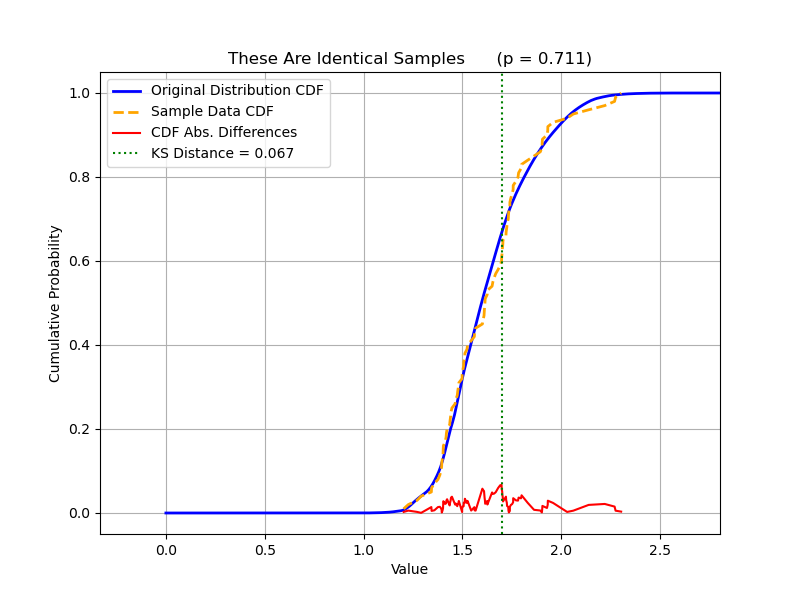 These Are Identical Samples (p = 0.711)
Original Distribution CDF
Sample Data CDF
CDF Abs. Differences
KS Distance = 0.067
1.0
0.8
0.6
0.4
0.2
0.0
Cumulative Probability
0.0 0.5 1.0 1.5 2.0 2.5
Value